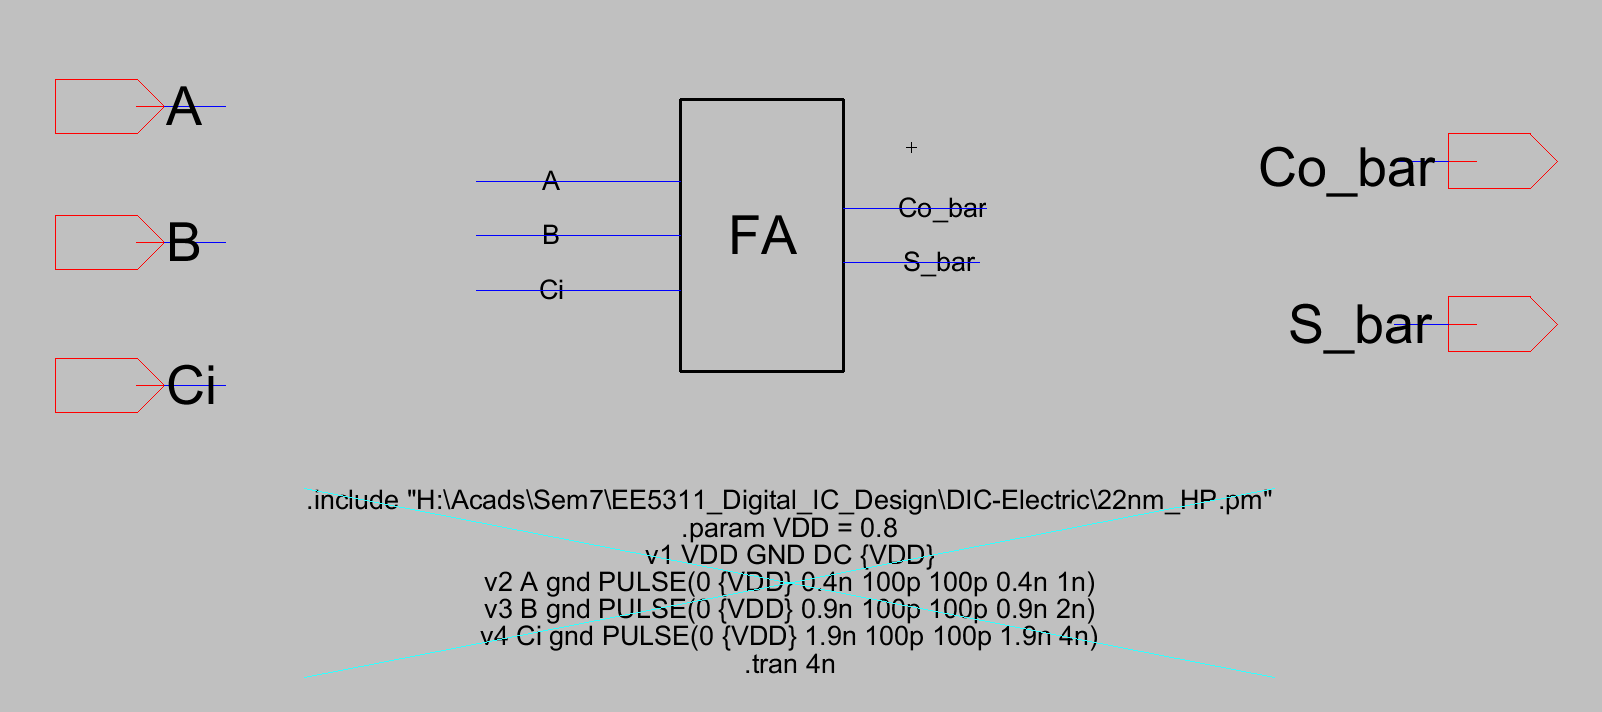 A
B
Ci
A
B
Ci
FA
Co_bar
S_bar
Co_bar
S_bar
.include "H:\Acads\Sem7\EE5311_Digital_IC_Design\DIC-Electric\22nm_HP.pm"
.param VDD = 0.8
v1 VDD GND DC {VDD}
v2 A gnd PULSE(0 {VDD} 0.4n 100p 100p 0.4n 1n)
v3 B gnd PULSE(0 {VDD} 0.9n 100p 100p 0.9n 2n)
v4 Ci gnd PULSE(0 {VDD} 1.9n 100p 100p 1.9n 4n)
.tran 4n